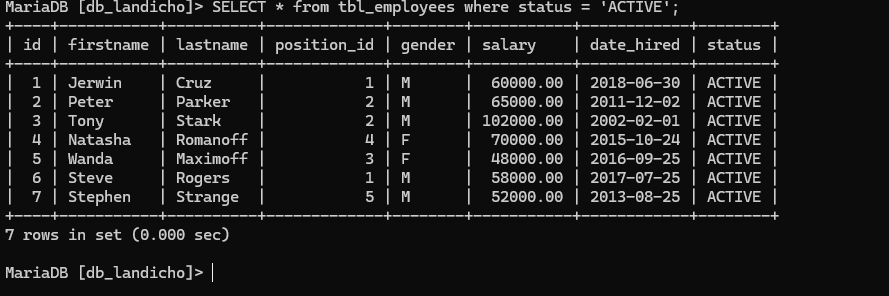 MariaDB [db_landicho]> SELECT * from tbl_employees where status = 'ACTIVE';
+----+-----------+----------+-------------+--------+-----------+------------+--------+
| id | firstname | lastname | position_id | gender | salary    | date_hired | status |
+----+-----------+----------+-------------+--------+-----------+------------+--------+
|  1 | Jerwin    | Cruz     |           1 | M      |  60000.00 | 2018-06-30 | ACTIVE |
|  2 | Peter     | Parker   |           2 | M      |  65000.00 | 2011-12-02 | ACTIVE |
|  3 | Tony      | Stark    |           2 | M      | 102000.00 | 2002-02-01 | ACTIVE |
|  4 | Natasha   | Romanoff |           4 | F      |  70000.00 | 2015-10-24 | ACTIVE |
|  5 | Wanda     | Maximoff |           3 | F      |  48000.00 | 2016-09-25 | ACTIVE |
|  6 | Steve     | Rogers   |           1 | M      |  58000.00 | 2017-07-25 | ACTIVE |
|  7 | Stephen   | Strange  |           5 | M      |  52000.00 | 2013-08-25 | ACTIVE |
+----+-----------+----------+-------------+--------+-----------+------------+--------+
7 rows in set (0.000 sec)
MariaDB [db_landicho]>